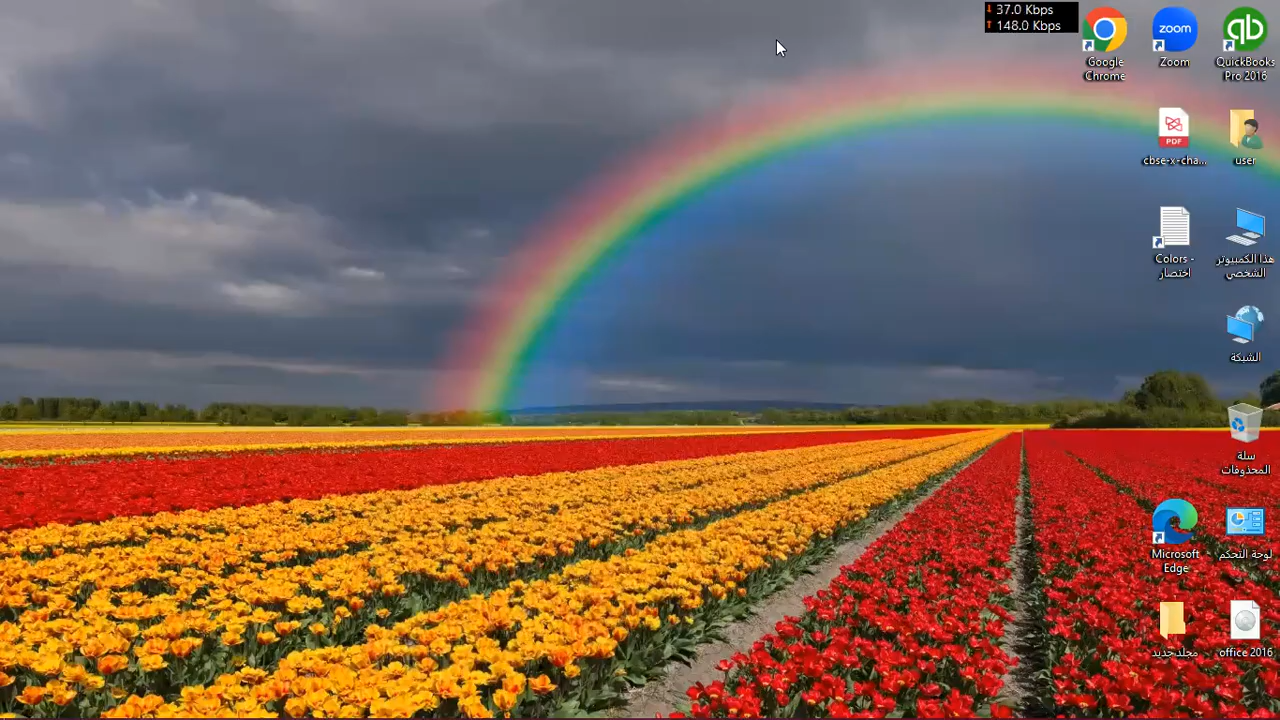 ↓ 37.0 Kbps
↑ 148.0 Kbps
Google
Chrome
zoom
Zoom
qb
QuickBooks
Pro 2016
PDF
cbse-x-cha...
user
Colors -
اختصار
هذا الكمبيوتر
الشخصي
الشبكة
سلة
المحذوفات
Microsoft
Edge
لوحة التحكم
مجلد جديد
office 2016